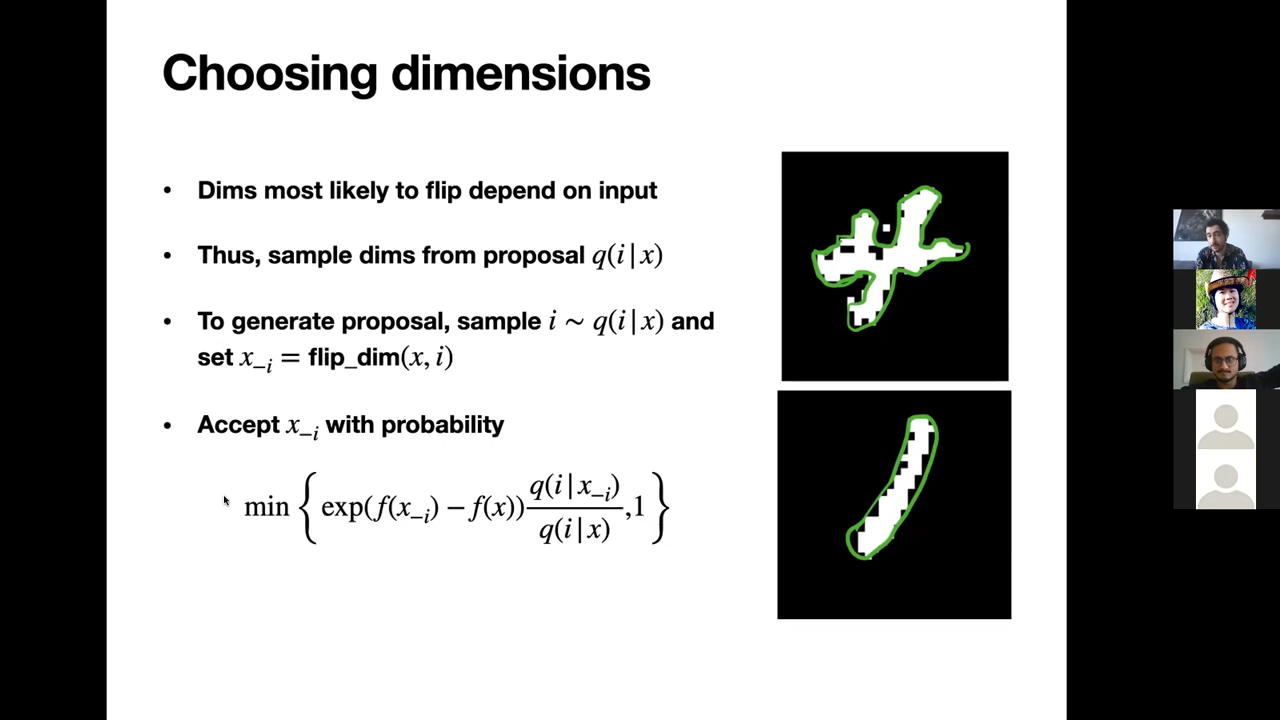 Choosing dimensions
• Dims most likely to flip depend on input
• Thus, sample dims from proposal q(i|x)
• To generate proposal, sample i ∼ q(i|x) and
set x_{−i} = flip_dim(x, i)
• Accept x_{−i} with probability
min { exp(f(x_{−i}) − f(x)) \frac{q(i|x_{−i})}{q(i|x)} ,1 }